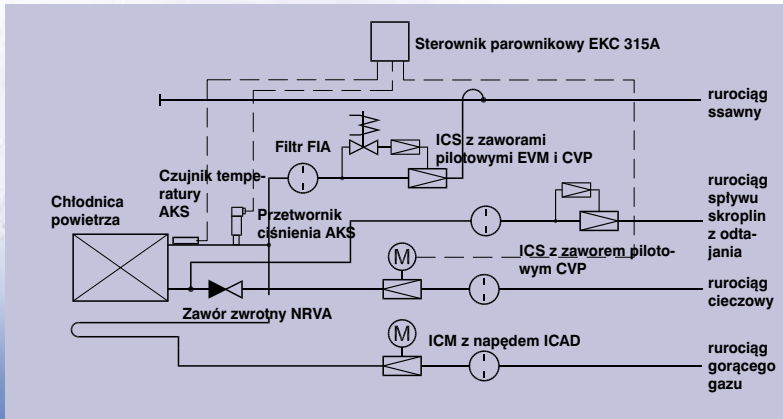 Sterownik parownikowy EKC 315A
rurociąg
ssawny
Filtr FIA
ICS z zaworami
pilotowymi EVM i CVP
Czujnik tempe-
ratury
AKS
Chłodnica
powietrza
Przetwornik
ciśnienia AKS
rurociąg
spływu
skroplin
z odta-
jania
M
ICS z zaworem piloto-
wym CVP
rurociąg
cieczowy
Zawór zwrotny NRVA
M
ICM z napędem ICAD
rurociąg
gorącego
gazu